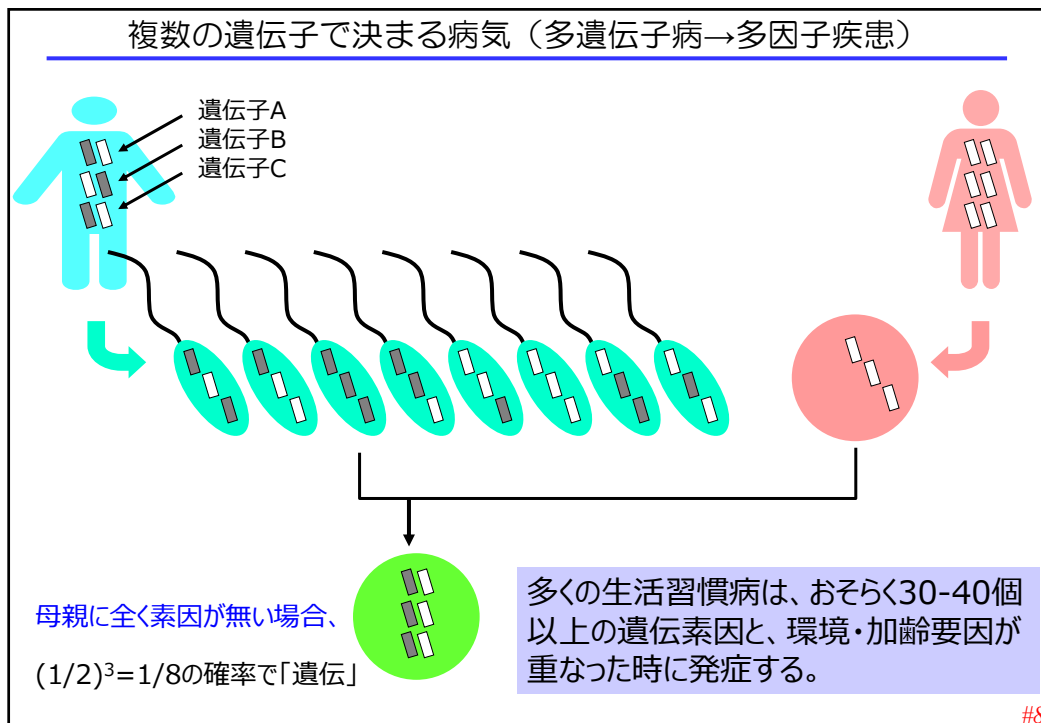 複数の遺伝子で決まる病気（多遺伝子病→多因子疾患）
遺伝子A
遺伝子B
遺伝子C
母親に全く素因が無い場合、
(1/2)³=1/8の確率で「遺伝」
多くの生活習慣病は、おそらく30-40個
以上の遺伝素因と、環境・加齢要因が
重なった時に発症する。
#8